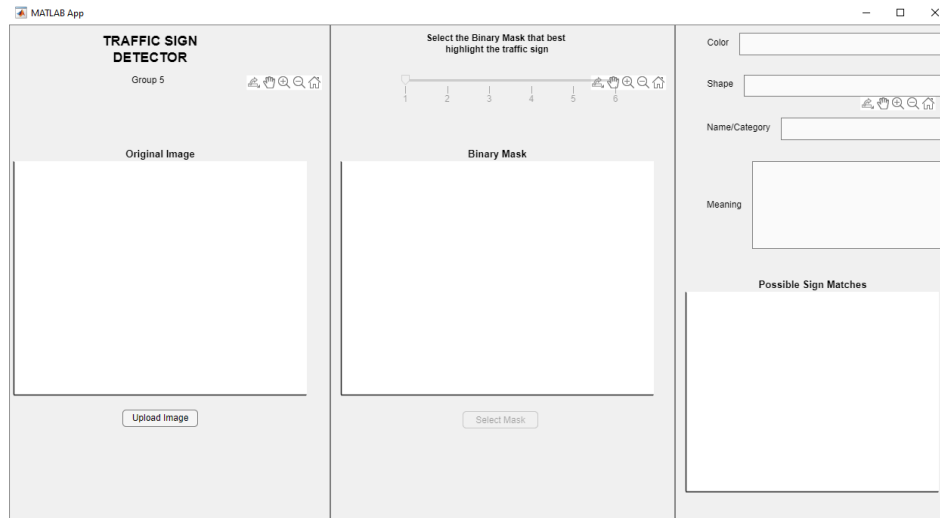 MATLAB App
TRAFFIC SIGN
DETECTOR
Group 5
Original Image
Upload Image
Select the Binary Mask that best
highlight the traffic sign
1 2 3 4 5 6
Binary Mask
Select Mask
Color
Shape
Name/Category
Meaning
Possible Sign Matches